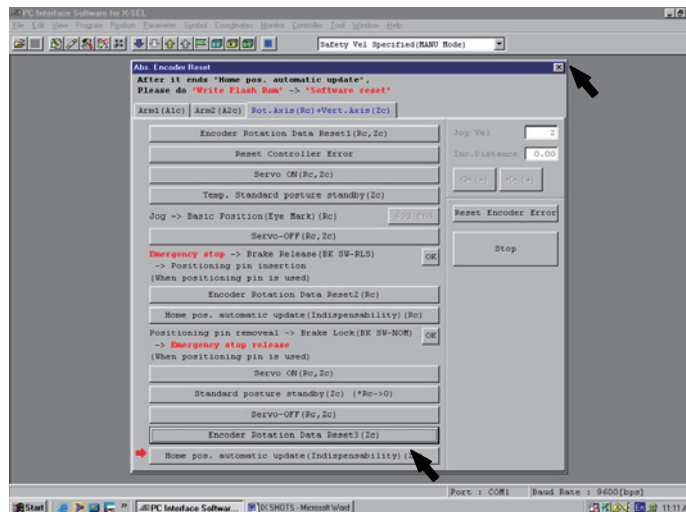 PC Interface Software for X-SEL
File Edit View Program Position Parameter Symbol Coordinates Monitor Controller Tool Window Help
Safety Vel Specified(MANU Mode)
Abs. Encoder Reset
After it ends "Home pos. automatic update",
Please do "Write Flash Rom" -> "Software reset"
Arm1(A1c) Arm2(A2c) Rot.Axis(Rc)+Vert.Axis(Zc)
Encoder Rotation Data Reset1(Rc,Zc)
Reset Controller Error
Servo ON(Rc,Zc)
Temp. Standard posture standby(Zc)
Jog -> Basic Position(Eye Mark)(Rc) Jog end
Servo-OFF(Rc,Zc)
Emergency stop -> Brake Release(BK SW-RLS) OK
-> Positioning pin insertion
(When positioning pin is used)
Encoder Rotation Data Reset2(Rc)
Home pos. automatic update(Indispensability)(Rc)
Positioning pin removeal -> Brake Lock(BK SW-NOM) OK
-> Emergency stop release
(When positioning pin is used)
Servo ON(Rc,Zc)
Standard posture standby(Zc) (*Rc->0)
Servo-OFF(Rc,Zc)
Encoder Rotation Data Reset3(Zc)
Home pos. automatic update(Indispensability)
Jog Vel 2
Inc.Distance 0.00
Reset Encoder Error
Stop
Port : COM1 Baud Rate : 9600[bps]
Start PC Interface Softwar... IX SHOTS - Microsoft Word 11:11 A